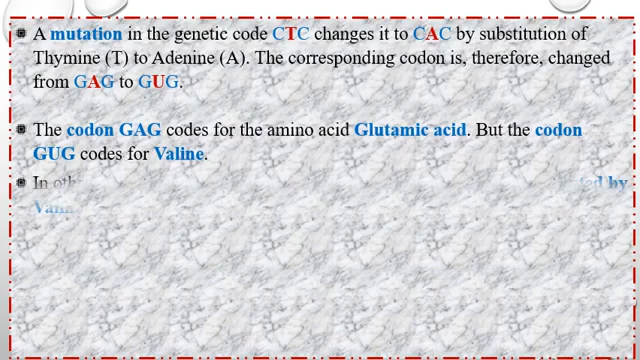 A mutation in the genetic code CTC changes it to CAC by substitution of
Thymine (T) to Adenine (A). The corresponding codon is, therefore, changed
from GAG to GUG.
The codon GAG codes for the amino acid Glutamic acid. But the codon
GUG codes for Valine.
In by